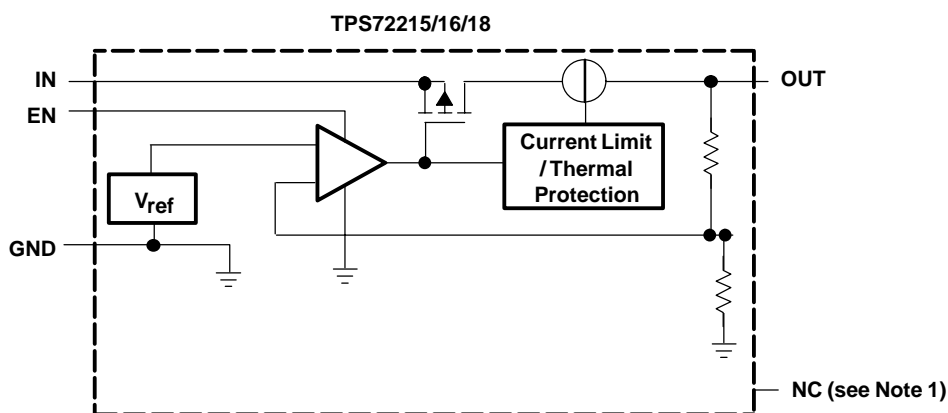 TPS72215/16/18
IN
OUT
EN
Current Limit
/ Thermal
Protection
Vref
GND
NC (see Note 1)